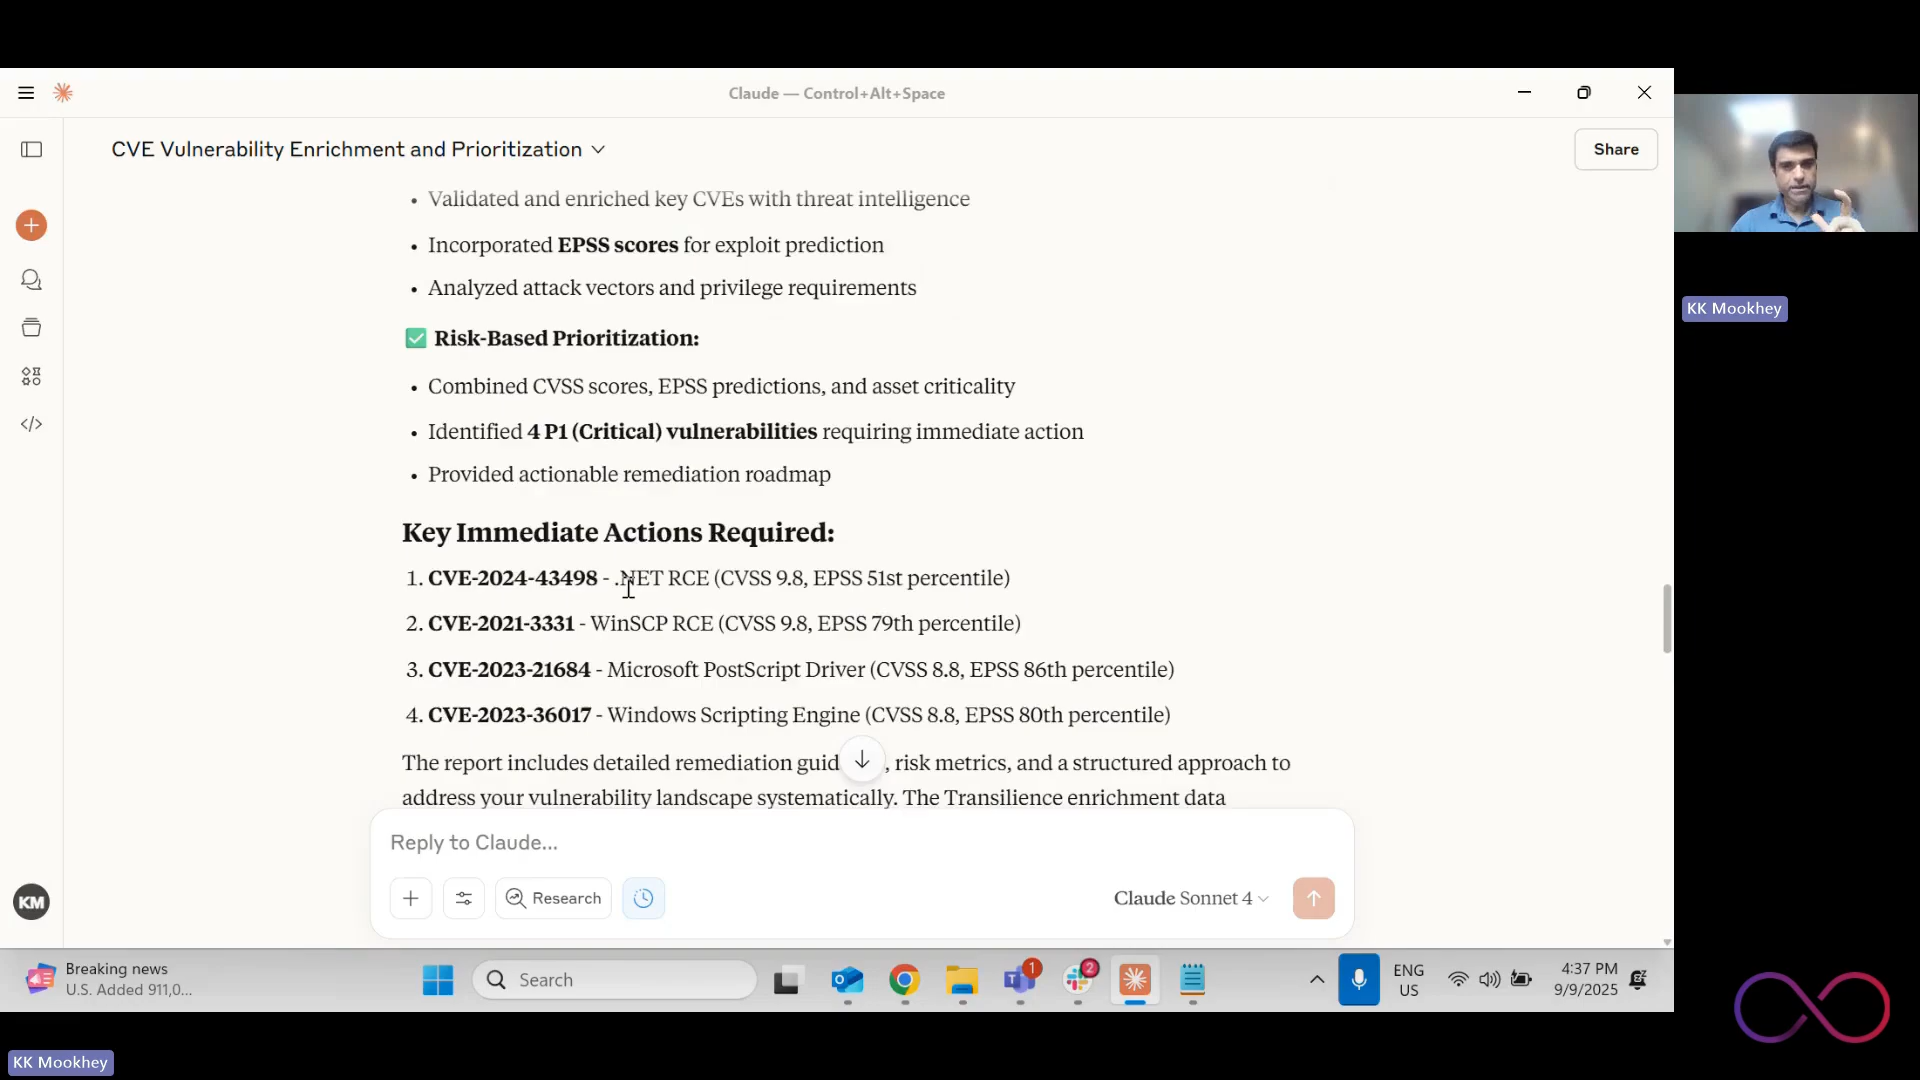 Claude — Control+Alt+Space
CVE Vulnerability Enrichment and Prioritization
Share
• Validated and enriched key CVEs with threat intelligence
• Incorporated EPSS scores for exploit prediction
• Analyzed attack vectors and privilege requirements
✅ Risk-Based Prioritization:
• Combined CVSS scores, EPSS predictions, and asset criticality
• Identified 4 P1 (Critical) vulnerabilities requiring immediate action
• Provided actionable remediation roadmap
Key Immediate Actions Required:
1. CVE-2024-43498 - .NET RCE (CVSS 9.8, EPSS 51st percentile)
2. CVE-2021-3331 - WinSCP RCE (CVSS 9.8, EPSS 79th percentile)
3. CVE-2023-21684 - Microsoft PostScript Driver (CVSS 8.8, EPSS 86th percentile)
4. CVE-2023-36017 - Windows Scripting Engine (CVSS 8.8, EPSS 80th percentile)
The report includes detailed remediation guid , risk metrics, and a structured approach to
address your vulnerability landscape systematically. The Transilience enrichment data
Reply to Claude...
Research
Claude Sonnet 4
KM
KK Mookhey
Breaking news
U.S. Added 911,0...
Search
1
2
ENG
US
4:37 PM
9/9/2025
KK Mookhey